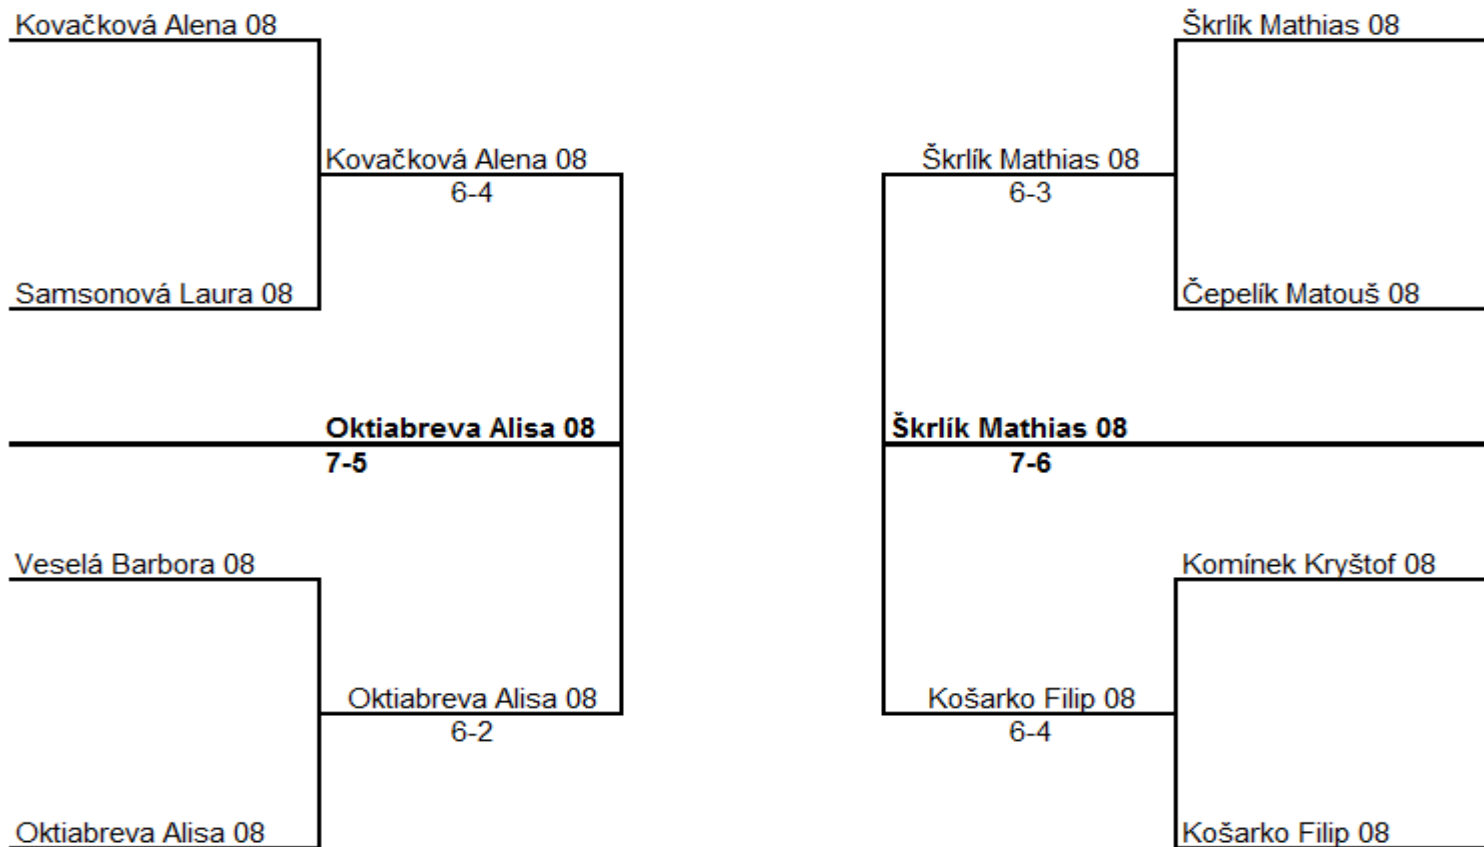 Kovačková Alena 08
Kovačková Alena 08
6-4
Samsonová Laura 08
Oktiabreva Alisa 08
7-5
Veselá Barbora 08
Oktiabreva Alisa 08
6-2
Oktiabreva Alisa 08
Škrlík Mathias 08
Škrlík Mathias 08
6-3
Čepelík Matouš 08
Škrlík Mathias 08
7-6
Komínek Kryštof 08
Košarko Filip 08
6-4
Košarko Filip 08